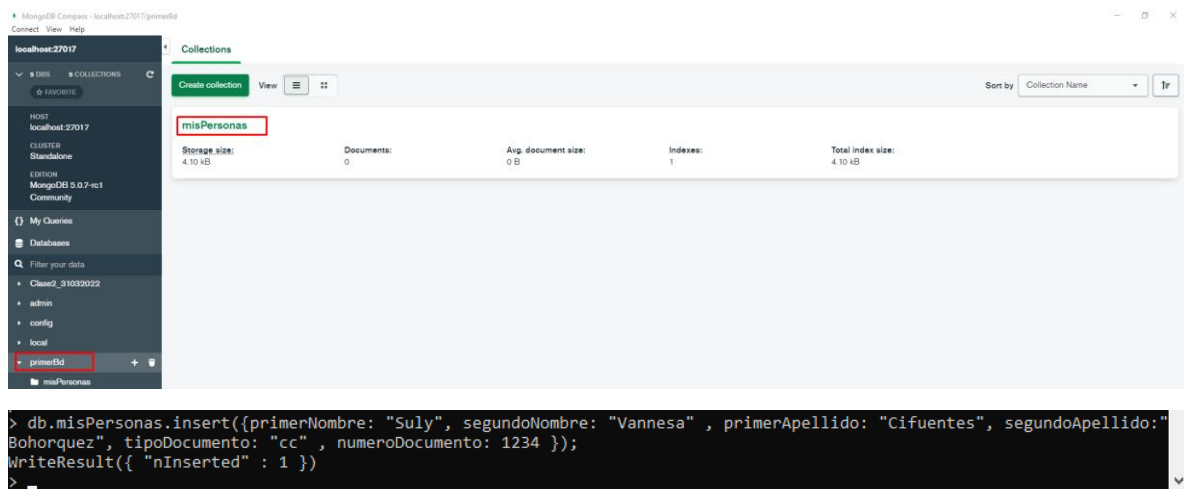 MongoDB Compass - localhost:27017/primerBd
Connect View Help
localhost:27017
Collections
5 DBS 5 COLLECTIONS
FAVORITE
Create collection View
Sort by Collection Name
HOST
localhost:27017
misPersonas
CLUSTER
Standalone
Storage size: Documents: Avg. document size: Indexes: Total index size:
4.10 kB 0 0 B 1 4.10 kB
EDITION
MongoDB 5.0.7-rc1
Community
{} My Queries
Databases
Filter your data
Clase2_31032022
admin
config
local
primerBd
misPersonas
> db.misPersonas.insert({primerNombre: "Suly", segundoNombre: "Vannesa" , primerApellido: "Cifuentes", segundoApellido:"
Bohorquez", tipoDocumento: "cc" , numeroDocumento: 1234 });
WriteResult({ "nInserted" : 1 })
>